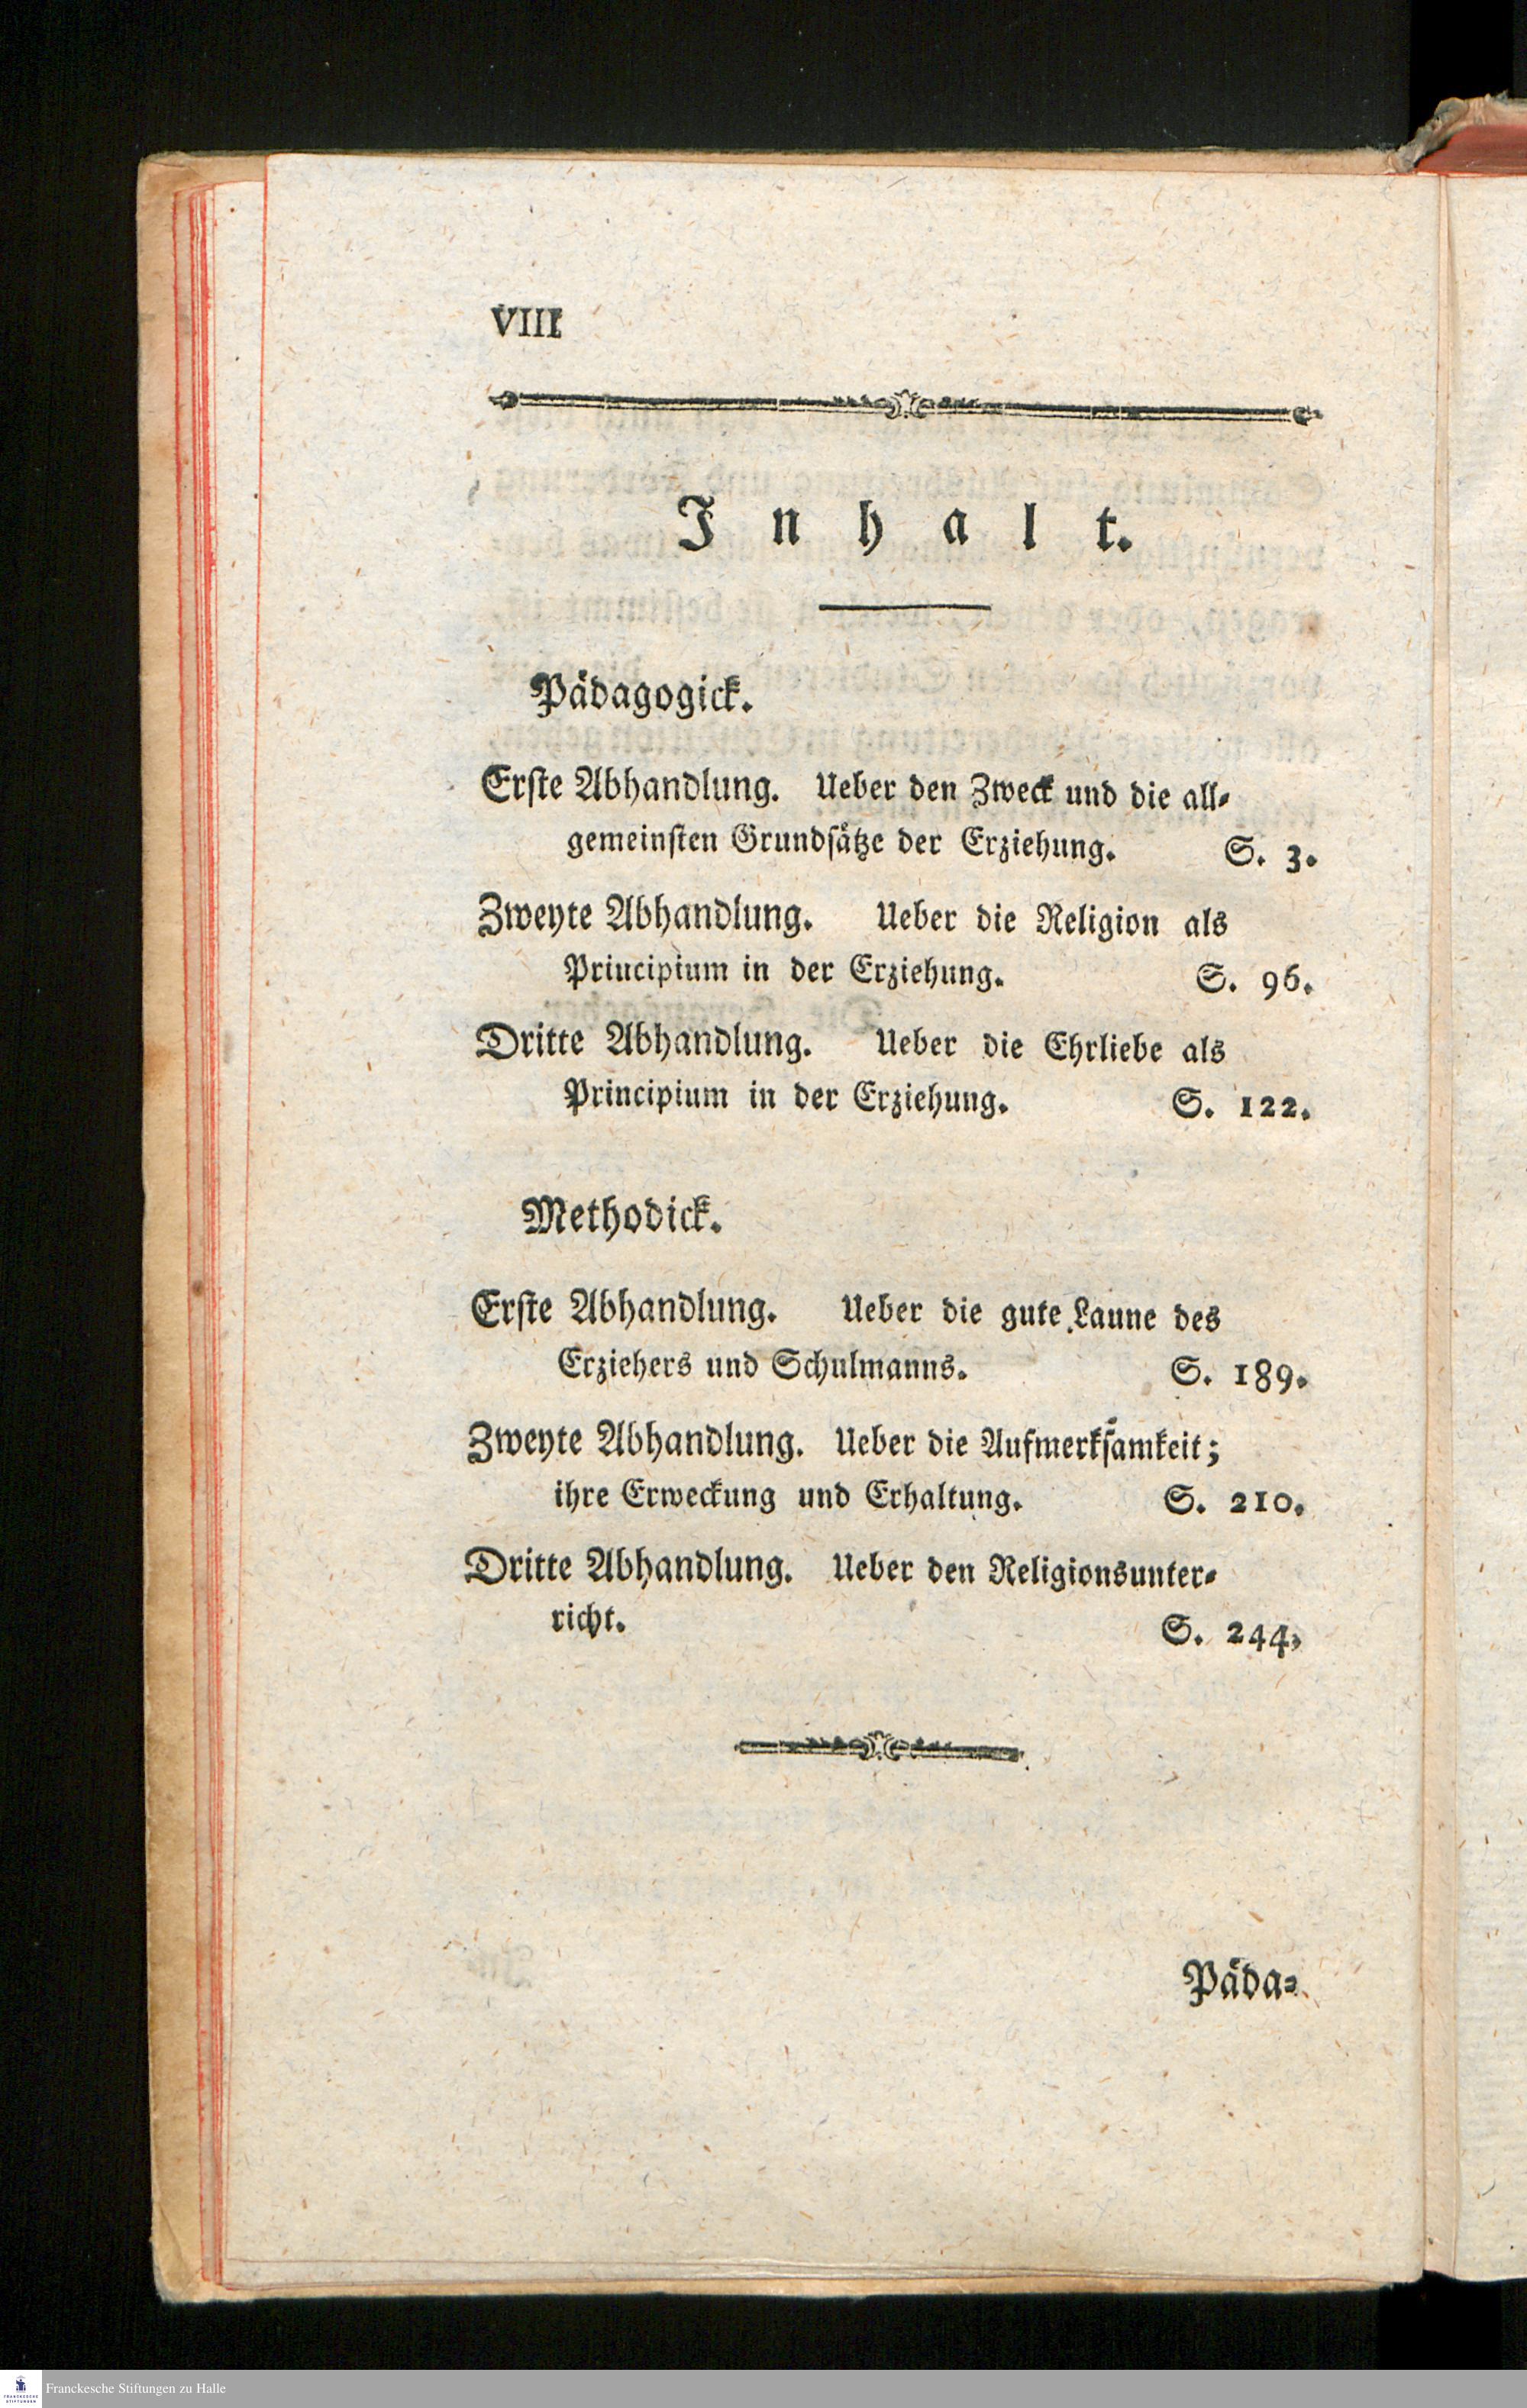 VIII
Inhalt.
Pädagogick.
Erste Abhandlung. Ueber den Zweck und die all-
gemeinsten Grundsätze der Erziehung. S. 3.
Zweyte Abhandlung. Ueber die Religion als
Principium in der Erziehung. S. 96.
Dritte Abhandlung. Ueber die Ehrliebe als
Principium in der Erziehung. S. 122.
Methodick.
Erste Abhandlung. Ueber die gute Laune des
Erziehers und Schulmanns. S. 189.
Zweyte Abhandlung. Ueber die Aufmerksamkeit;
ihre Erweckung und Erhaltung. S. 210.
Dritte Abhandlung. Ueber den Religionsunter-
richt. S. 244.
Päda-
FRANCKESCHE
STIFTUNGEN
Franckesche Stiftungen zu Halle